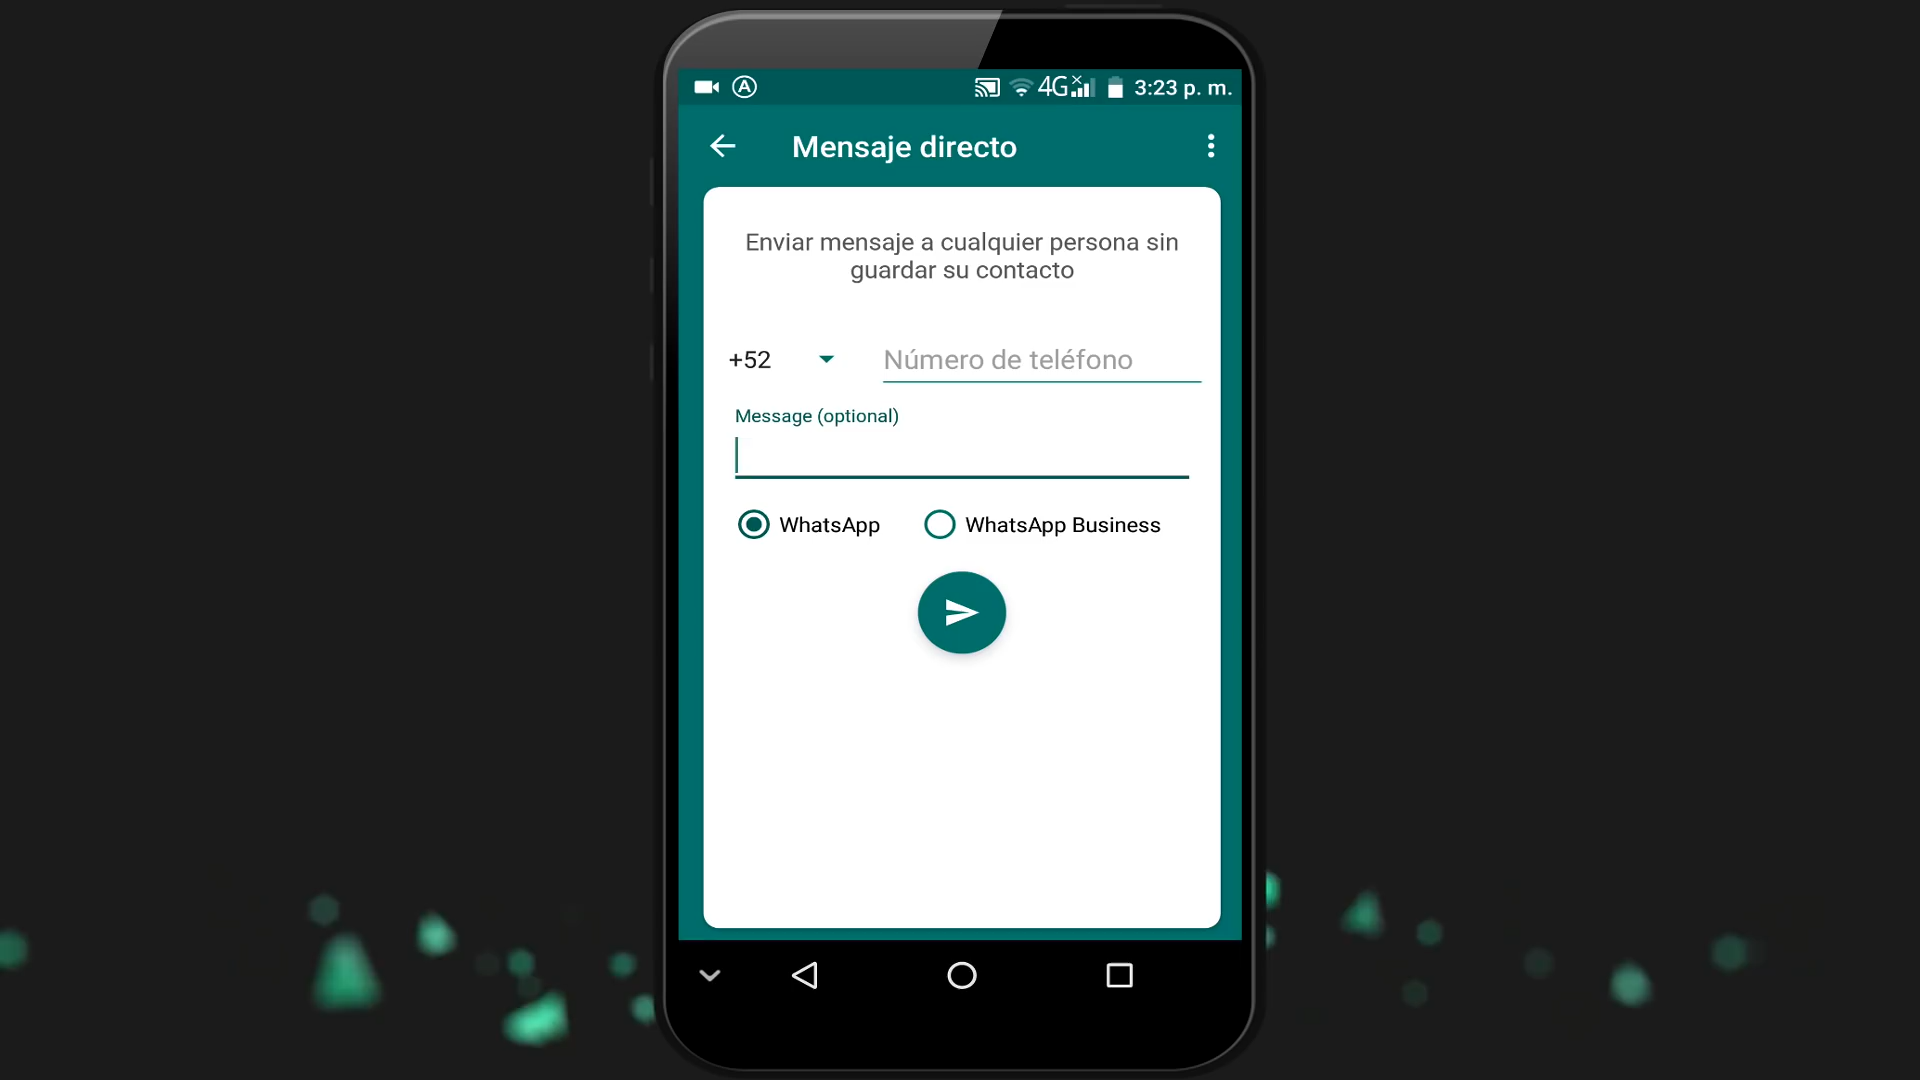 4G 3:23 p. m.
Mensaje directo
Enviar mensaje a cualquier persona sin
guardar su contacto
+52 Número de teléfono
Message (optional)
WhatsApp WhatsApp Business